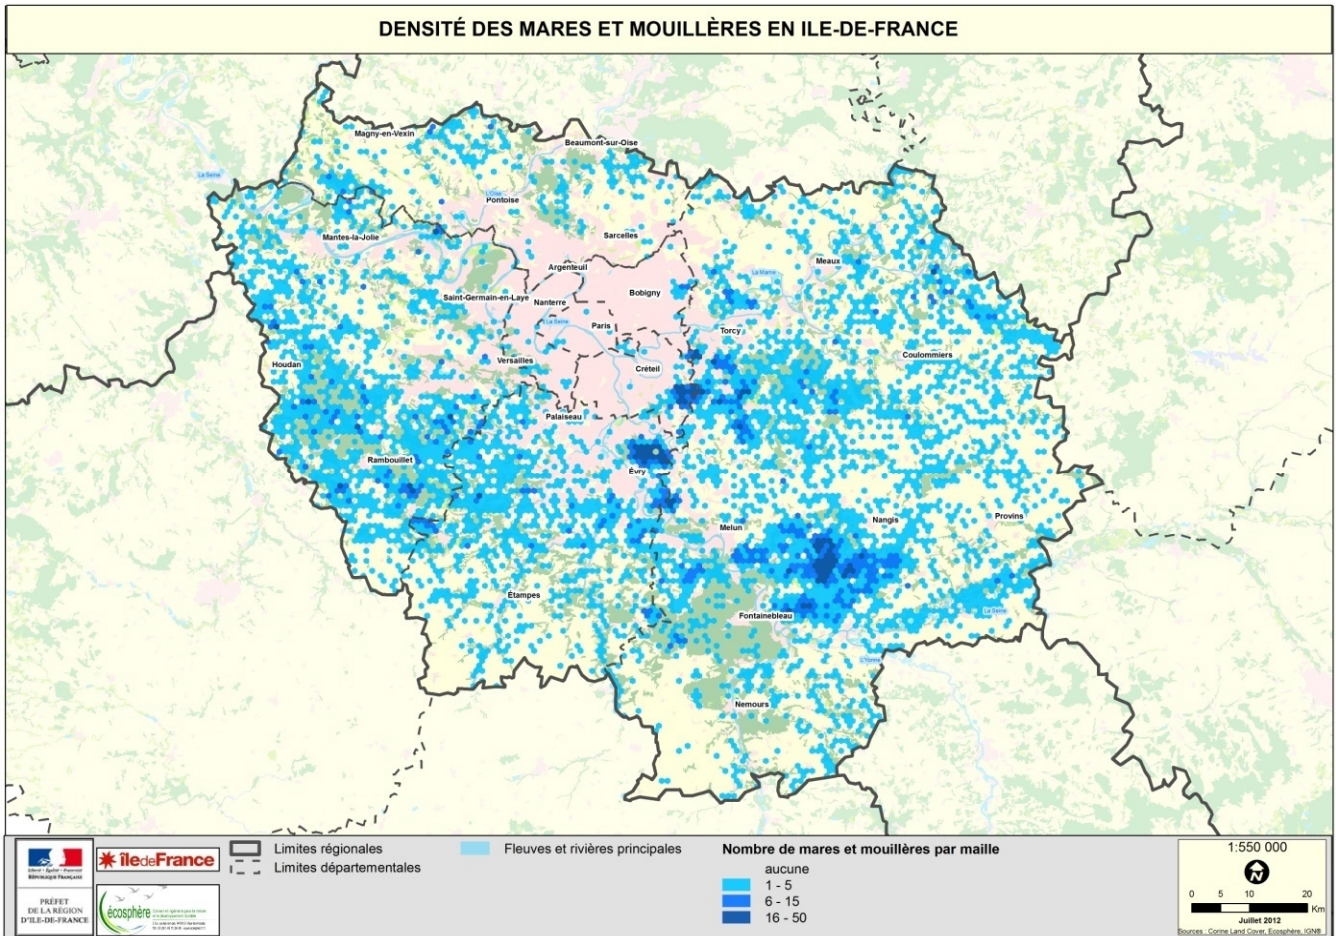 DENSITÉ DES MARES ET MOUILLÈRES EN ILE-DE-FRANCE
Magny-en-Vexin
Beaumont-sur-Oise
La Seine
L'Oise
Pontoise
Mantes-la-Jolie
Sarcelles
Argenteuil
Meaux
La Marne
Saint-Germain-en-Laye
Nanterre
Bobigny
La Seine
Paris
Torcy
Houdan
Versailles
Créteil
Coulommiers
Palaiseau
Rambouillet
Évry
Melun
Nangis
Provins
Étampes
Fontainebleau
La Seine
L'Yonne
Nemours
Liberté • Égalité • Fraternité
RÉPUBLIQUE FRANÇAISE
PRÉFET
DE LA RÉGION
D'ILE-DE-FRANCE
îledeFrance
écosphère
Limites régionales
Limites départementales
Fleuves et rivières principales
Nombre de mares et mouillères par maille
aucune
1 - 5
6 - 15
16 - 50
1:550 000
N
0 5 10 20
Km
Juillet 2012
Sources : Corine Land Cover, Ecosphère, IGN®